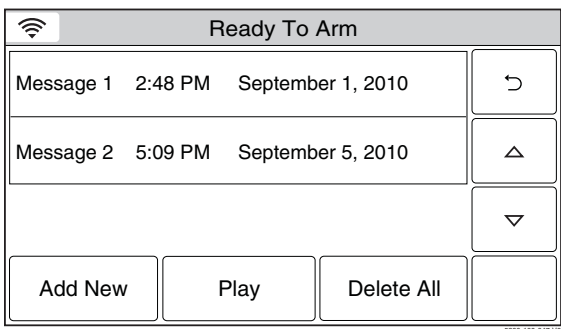 Ready To Arm
Message 1 2:48 PM September 1, 2010
Message 2 5:09 PM September 5, 2010
Add New Play Delete All